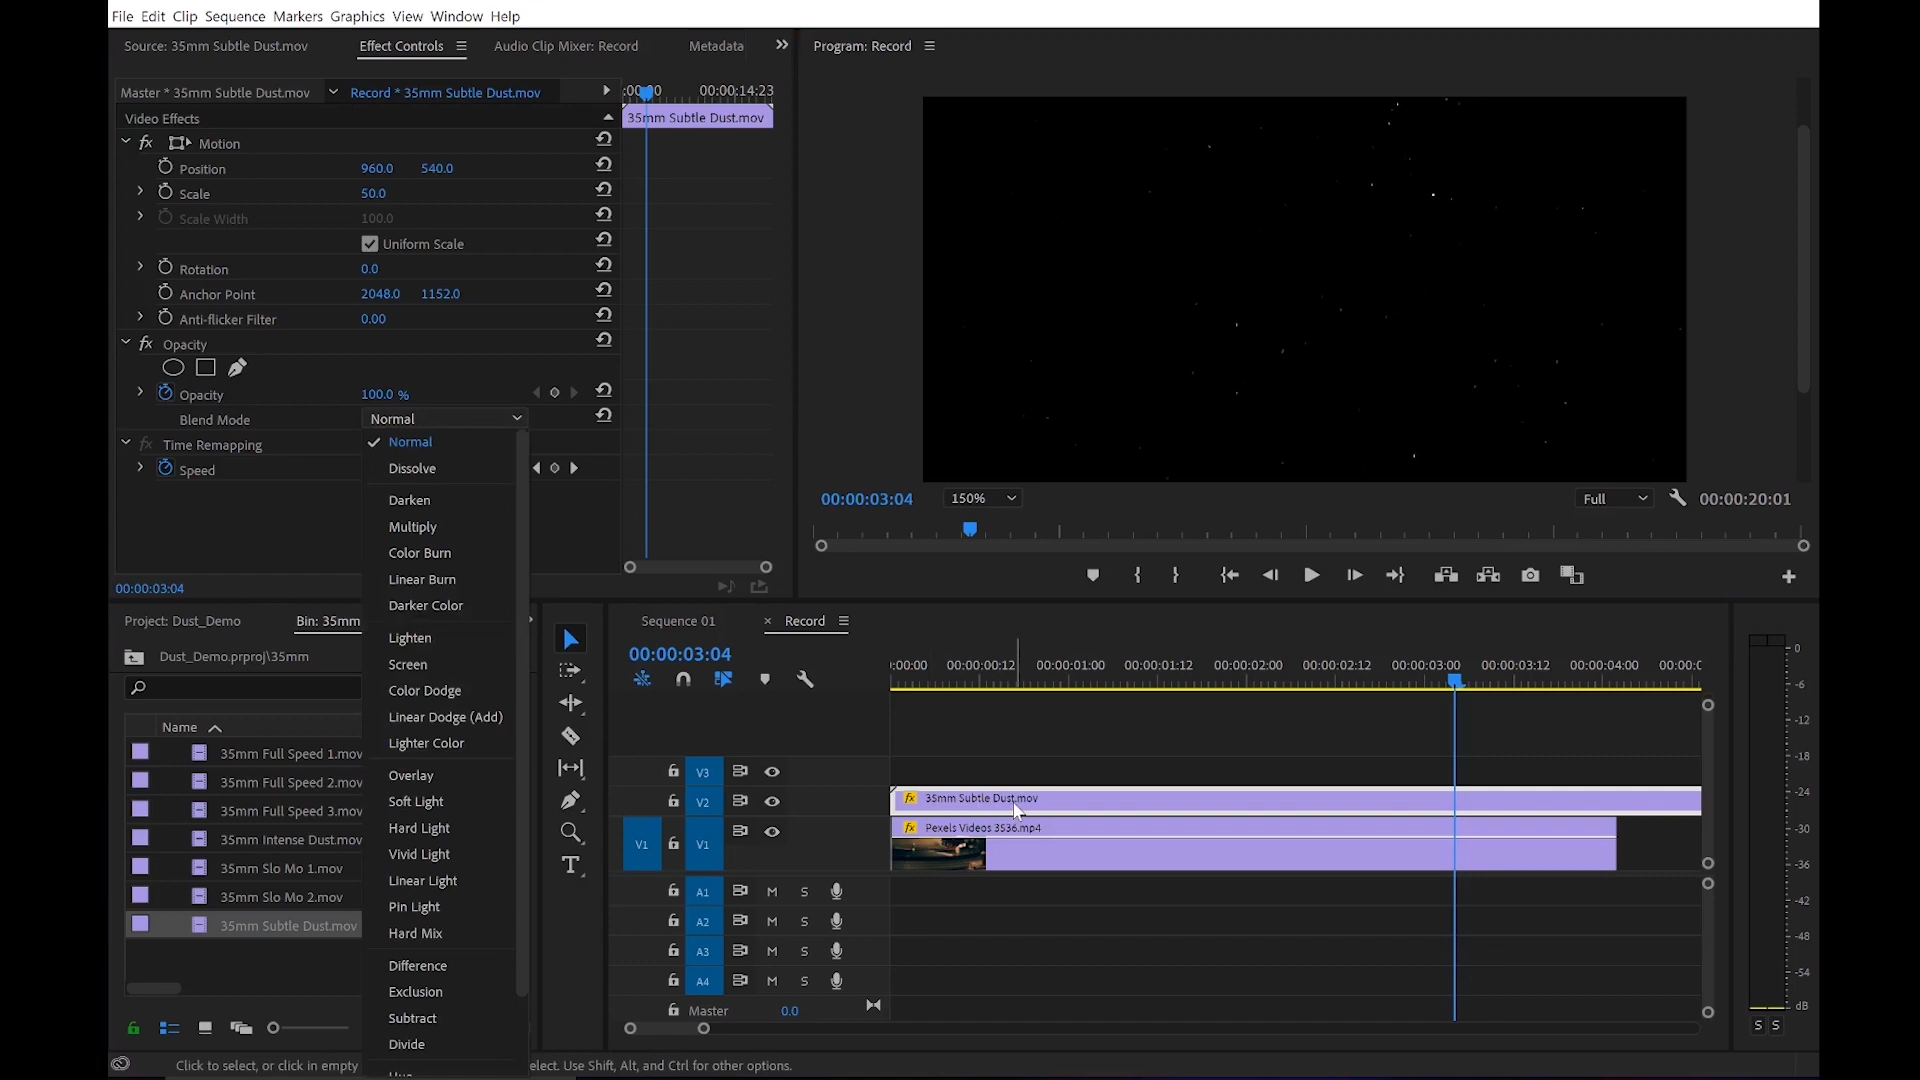 File Edit Clip Sequence Markers Graphics View Window Help
Source: 35mm Subtle Dust.mov
Effect Controls
Audio Clip Mixer: Record
Metadata
Program: Record
Master * 35mm Subtle Dust.mov
Record * 35mm Subtle Dust.mov
00:00:14:23
Video Effects
35mm Subtle Dust.mov
Motion
Position 960.0 540.0
Scale 50.0
Scale Width 100.0
Uniform Scale
Rotation 0.0
Anchor Point 2048.0 1152.0
Anti-flicker Filter 0.00
fx Opacity
Opacity 100.0 %
Blend Mode Normal
Time Remapping
Speed
Normal
Dissolve
Darken
Multiply
Color Burn
Linear Burn
Darker Color
Lighten
Screen
Color Dodge
Linear Dodge (Add)
Lighter Color
Overlay
Soft Light
Hard Light
Vivid Light
Linear Light
Pin Light
Hard Mix
Difference
Exclusion
Subtract
Divide
00:00:03:04
00:00:03:04 150% Full 00:00:20:01
Project: Dust_Demo
Bin: 35mm
Dust_Demo.prproj\35mm
Name
35mm Full Speed 1.mov
35mm Full Speed 2.mov
35mm Full Speed 3.mov
35mm Intense Dust.mov
35mm Slo Mo 1.mov
35mm Slo Mo 2.mov
35mm Subtle Dust.mov
Sequence 01
Record
00:00:03:04
:00:00 00:00:00:12 00:00:01:00 00:00:01:12 00:00:02:00 00:00:02:12 00:00:03:00 00:00:03:12 00:00:04:00
V3
V2
fx 35mm Subtle Dust.mov
V1 V1
fx Pexels Videos 3536.mp4
A1 M S
A2 M S
A3 M S
A4 M S
Master 0.0
0
-6
-12
-18
-24
-30
-36
-42
-48
-54
dB
S S
Click to select, or click in empty
elect. Use Shift, Alt, and Ctrl for other options.